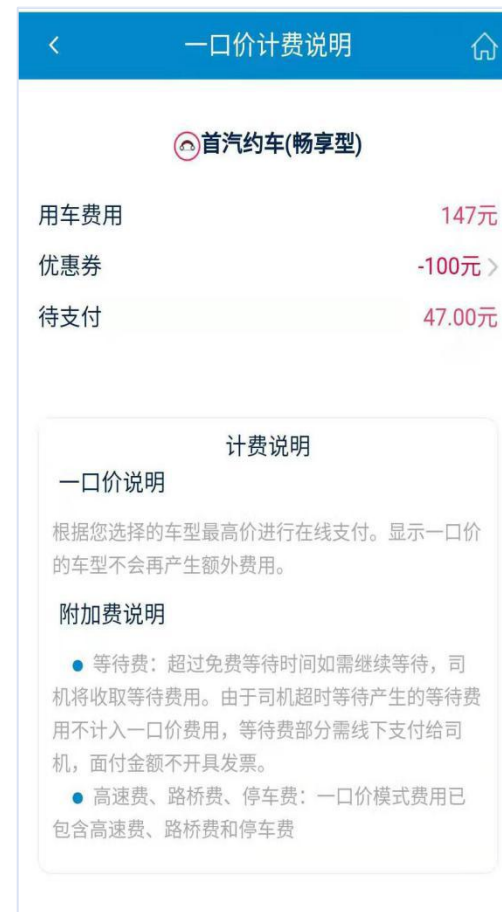 一口价计费说明
首汽约车(畅享型)
用车费用 147元
优惠券 -100元
待支付 47.00元
计费说明
一口价说明
根据您选择的车型最高价进行在线支付。显示一口价
的车型不会再产生额外费用。
附加费说明
● 等待费：超过免费等待时间如需继续等待，司
机将收取等待费用。由于司机超时等待产生的等待费
用不计入一口价费用，等待费部分需线下支付给司
机，面付金额不开具发票。
● 高速费、路桥费、停车费：一口价模式费用已
包含高速费、路桥费和停车费